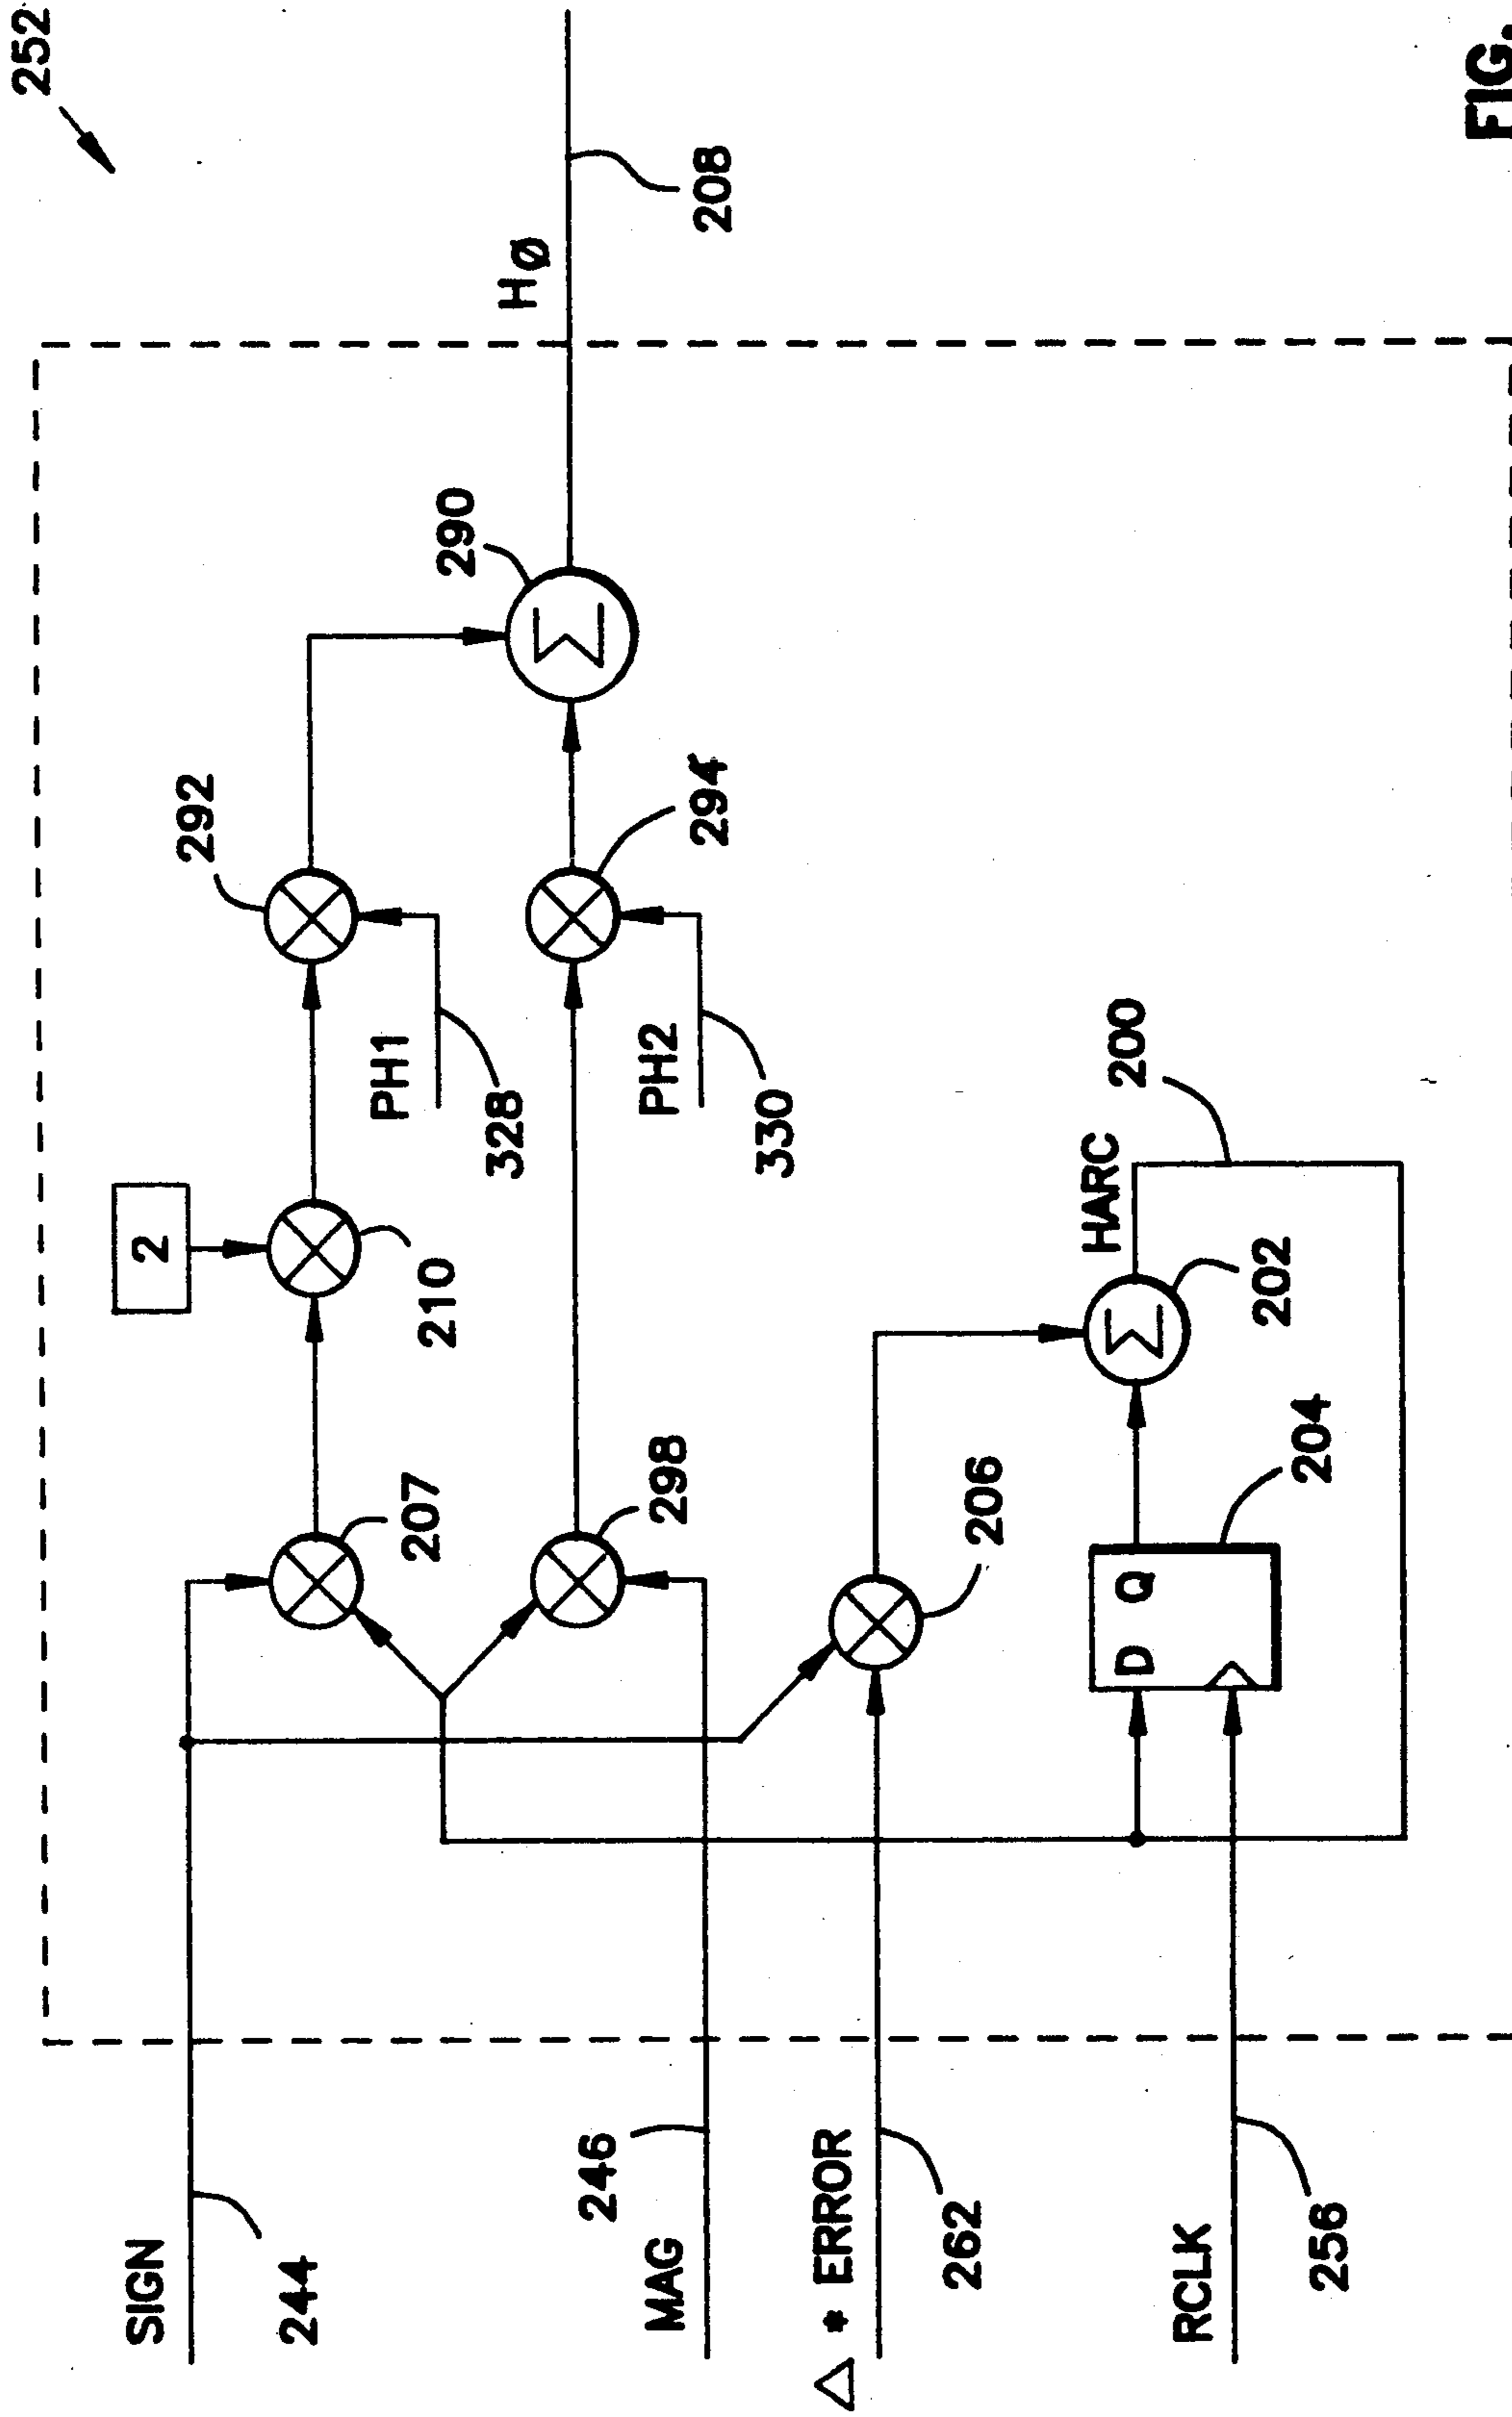 252
SIGN
244
2
207
210
292
PH1
328
290
HØ
208
MAG
246
298
PH2
330
294
Δ * ERROR
262
206
HARC
200
Σ
Σ
202
D Q
204
RCLK
256
FIG.